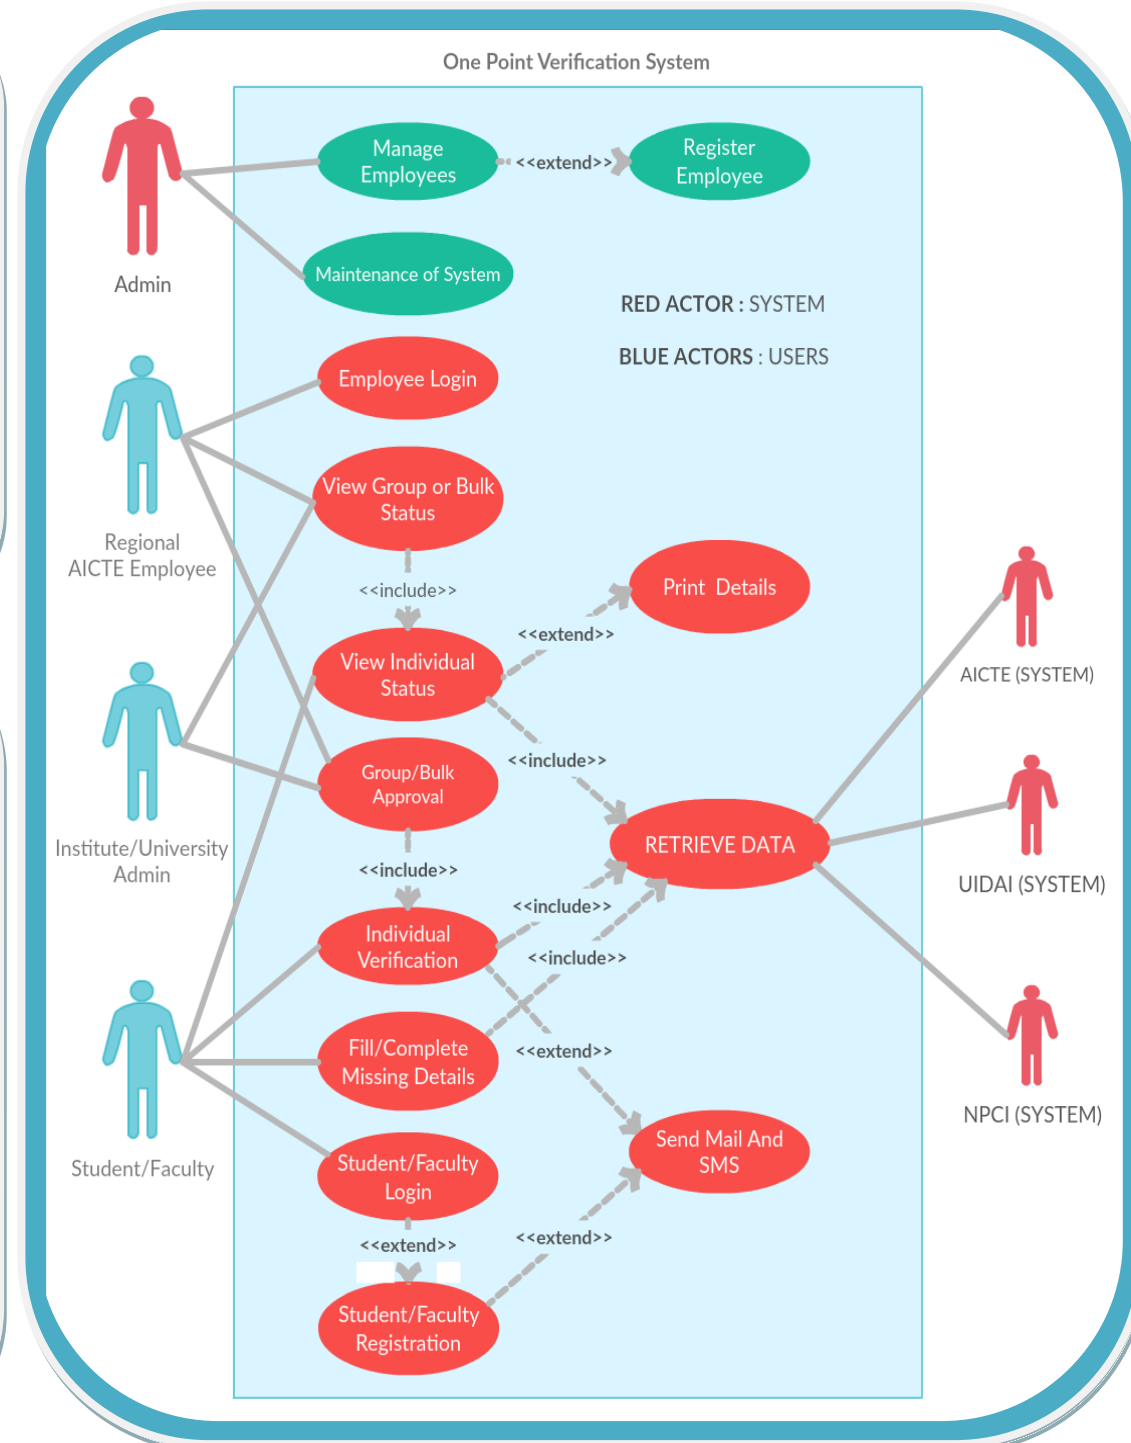 One Point Verification System
Manage
Employees
<<extend>>
Register
Employee
Admin
Maintenance of System
RED ACTOR : SYSTEM
BLUE ACTORS : USERS
Employee Login
View Group or Bulk
Status
Regional
AICTE Employee
<<include>>
Print  Details
<<extend>>
View Individual
Status
AICTE (SYSTEM)
<<include>>
Group/Bulk
Approval
RETRIEVE DATA
Institute/University
Admin
<<include>>
UIDAI (SYSTEM)
<<include>>
Individual
Verification
<<include>>
Fill/Complete
Missing Details
<<extend>>
NPCI (SYSTEM)
Send Mail And
SMS
Student/Faculty
Student/Faculty
Login
<<extend>>
<<extend>>
Student/Faculty
Registration